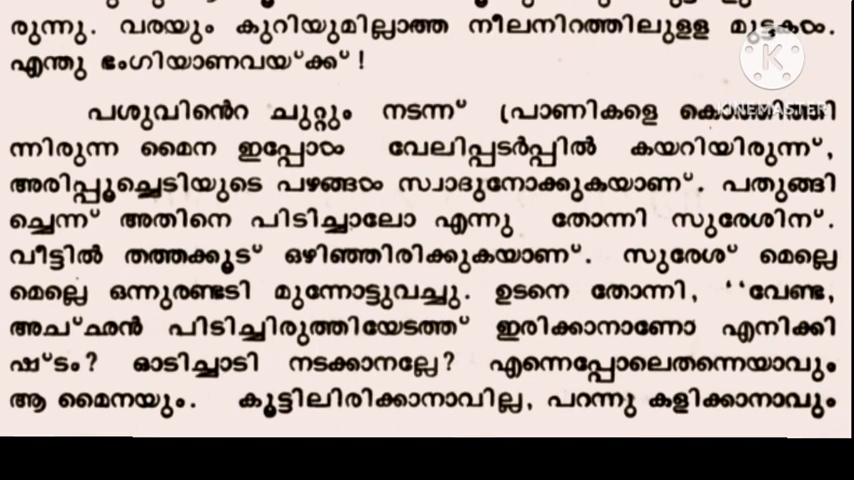 രുന്നു. വരയും കുറിയുമില്ലാത്ത നീലനിറത്തിലുള്ള മുട്ടകൾ.
എന്തു ഭംഗിയാണവയ്ക്ക്!
പശുവിൻെറ ചുറ്റും നടന്ന് പ്രാണികളെ
KINEMASTER
ന്നിരുന്ന മൈന ഇപ്പോൾ വേലിപ്പടർപ്പിൽ കയറിയിരുന്ന്,
അരിപ്പൂച്ചെടിയുടെ പഴങ്ങൾ സ്വാദുനോക്കുകയാണ്. പതുങ്ങി
ച്ചെന്ന് അതിനെ പിടിച്ചാലോ എന്നു തോന്നി സുരേശിന്.
വീട്ടിൽ തത്തക്കൂട് ഒഴിഞ്ഞിരിക്കുകയാണ്. സുരേശ് മെല്ലെ
മെല്ലെ ഒന്നുരണ്ടടി മുന്നോട്ടുവച്ചു. ഉടനെ തോന്നി, ‘‘വേണ്ട,
അച്ഛൻ പിടിച്ചിരുത്തിയേടത്ത് ഇരിക്കാനാണോ എനിക്കി
ഷ്ടം? ഓടിച്ചാടി നടക്കാനല്ലേ? എന്നെപ്പോലെതന്നെയാവും
ആ മൈനയും. കൂട്ടിലിരിക്കാനാവില്ല, പറന്നു കളിക്കാനാവും